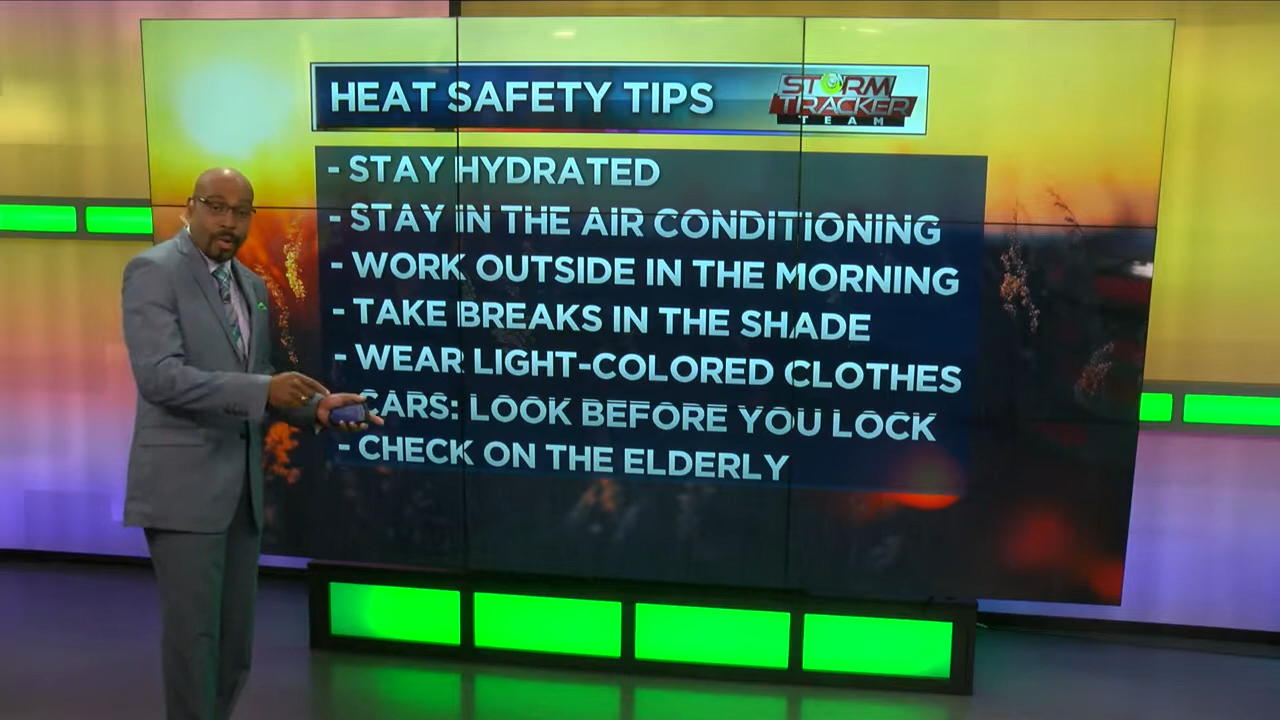 HEAT SAFETY TIPS
STORM
TRACKER
TEAM
- STAY HYDRATED
- STAY IN THE AIR CONDITIONING
- WORK OUTSIDE IN THE MORNING
- TAKE BREAKS IN THE SHADE
- WEAR LIGHT-COLORED CLOTHES
CARS: LOOK BEFORE YOU LOCK
- CHECK ON THE ELDERLY